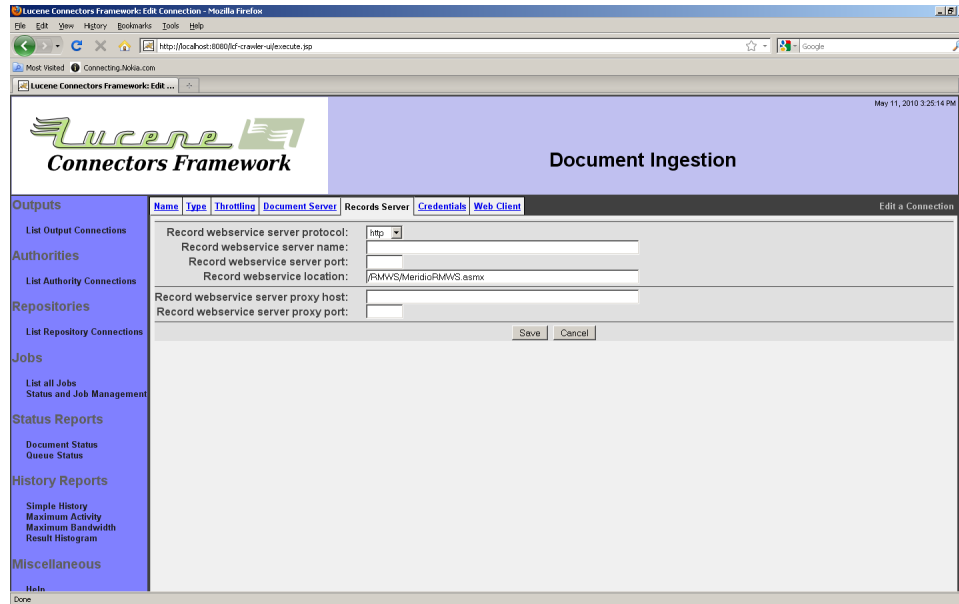 Lucene Connectors Framework: Edit Connection - Mozilla Firefox
File Edit View History Bookmarks Tools Help
http://localhost:8080/lcf-crawler-ui/execute.jsp
Google
Most Visited Connecting.Nokia.com
Lucene Connectors Framework: Edit ...
May 11, 2010 3:25:14 PM
Lucene
Connectors Framework
Document Ingestion
Outputs
Name Type Throttling Document Server Records Server Credentials Web Client
Edit a Connection
List Output Connections
Authorities
List Authority Connections
Repositories
List Repository Connections
Jobs
List all Jobs
Status and Job Management
Status Reports
Document Status
Queue Status
History Reports
Simple History
Maximum Activity
Maximum Bandwidth
Result Histogram
Miscellaneous
Help
Record webservice server protocol: http
Record webservice server name:
Record webservice server port:
Record webservice location: /RMWS/MeridioRMWS.asmx
Record webservice server proxy host:
Record webservice server proxy port:
Save Cancel
Done